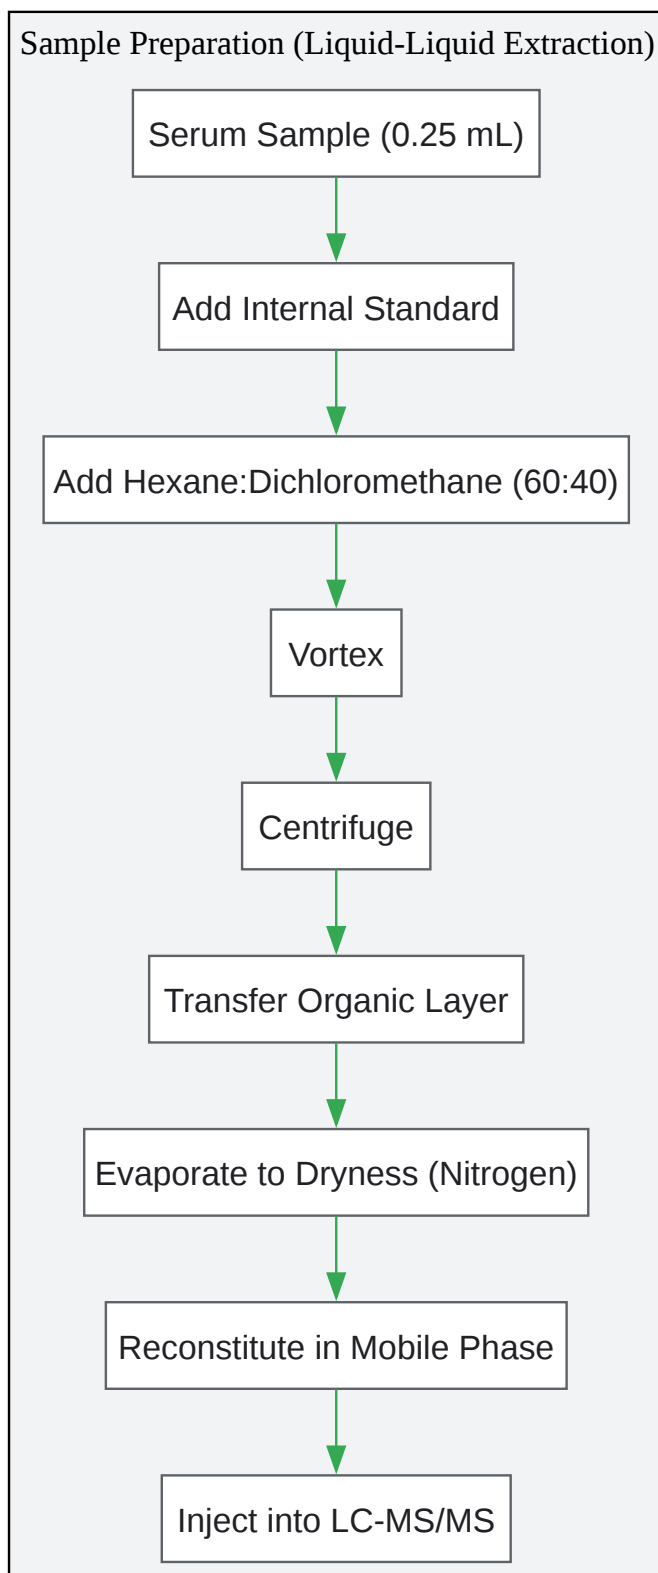 Sample Preparation (Liquid-Liquid Extraction)
Serum Sample (0.25 mL)
Add Internal Standard
Add Hexane:Dichloromethane (60:40)
Vortex
Centrifuge
Transfer Organic Layer
Evaporate to Dryness (Nitrogen)
Reconstitute in Mobile Phase
Inject into LC-MS/MS